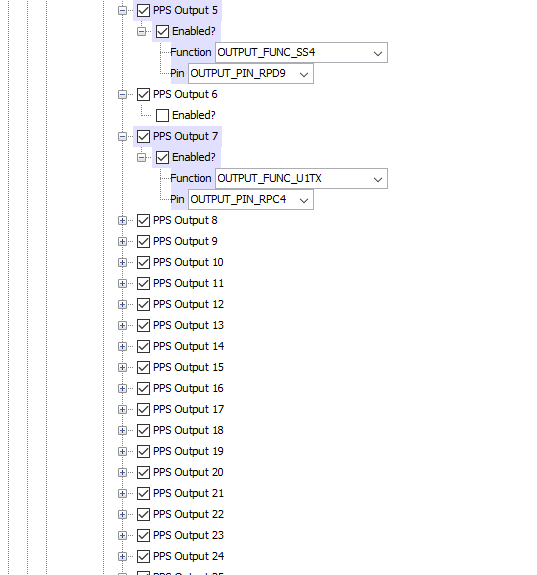 PPS Output 5
Enabled?
Function OUTPUT_FUNC_SS4
Pin OUTPUT_PIN_RPD9
PPS Output 6
Enabled?
PPS Output 7
Enabled?
Function OUTPUT_FUNC_U1TX
Pin OUTPUT_PIN_RPC4
PPS Output 8
PPS Output 9
PPS Output 10
PPS Output 11
PPS Output 12
PPS Output 13
PPS Output 14
PPS Output 15
PPS Output 16
PPS Output 17
PPS Output 18
PPS Output 19
PPS Output 20
PPS Output 21
PPS Output 22
PPS Output 23
PPS Output 24